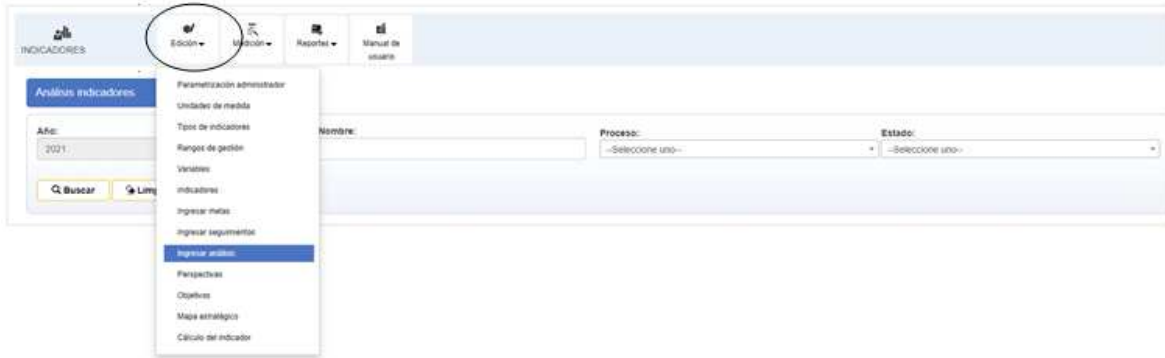 INDICADORES
Edición
Medición
Reportes
Manual de
usuario
Análisis indicadores
Parametrización administrador
Unidades de medida
Tipos de indicadores
Rangos de gestión
Variables
Indicadores
Ingresar metas
Ingresar seguimientos
Ingresar análisis
Perspectivas
Objetivos
Mapa estratégico
Cálculo del indicador
Año:
Nombre:
Proceso:
Estado:
2021
--Seleccione uno--
--Seleccione uno--
Buscar
Limp